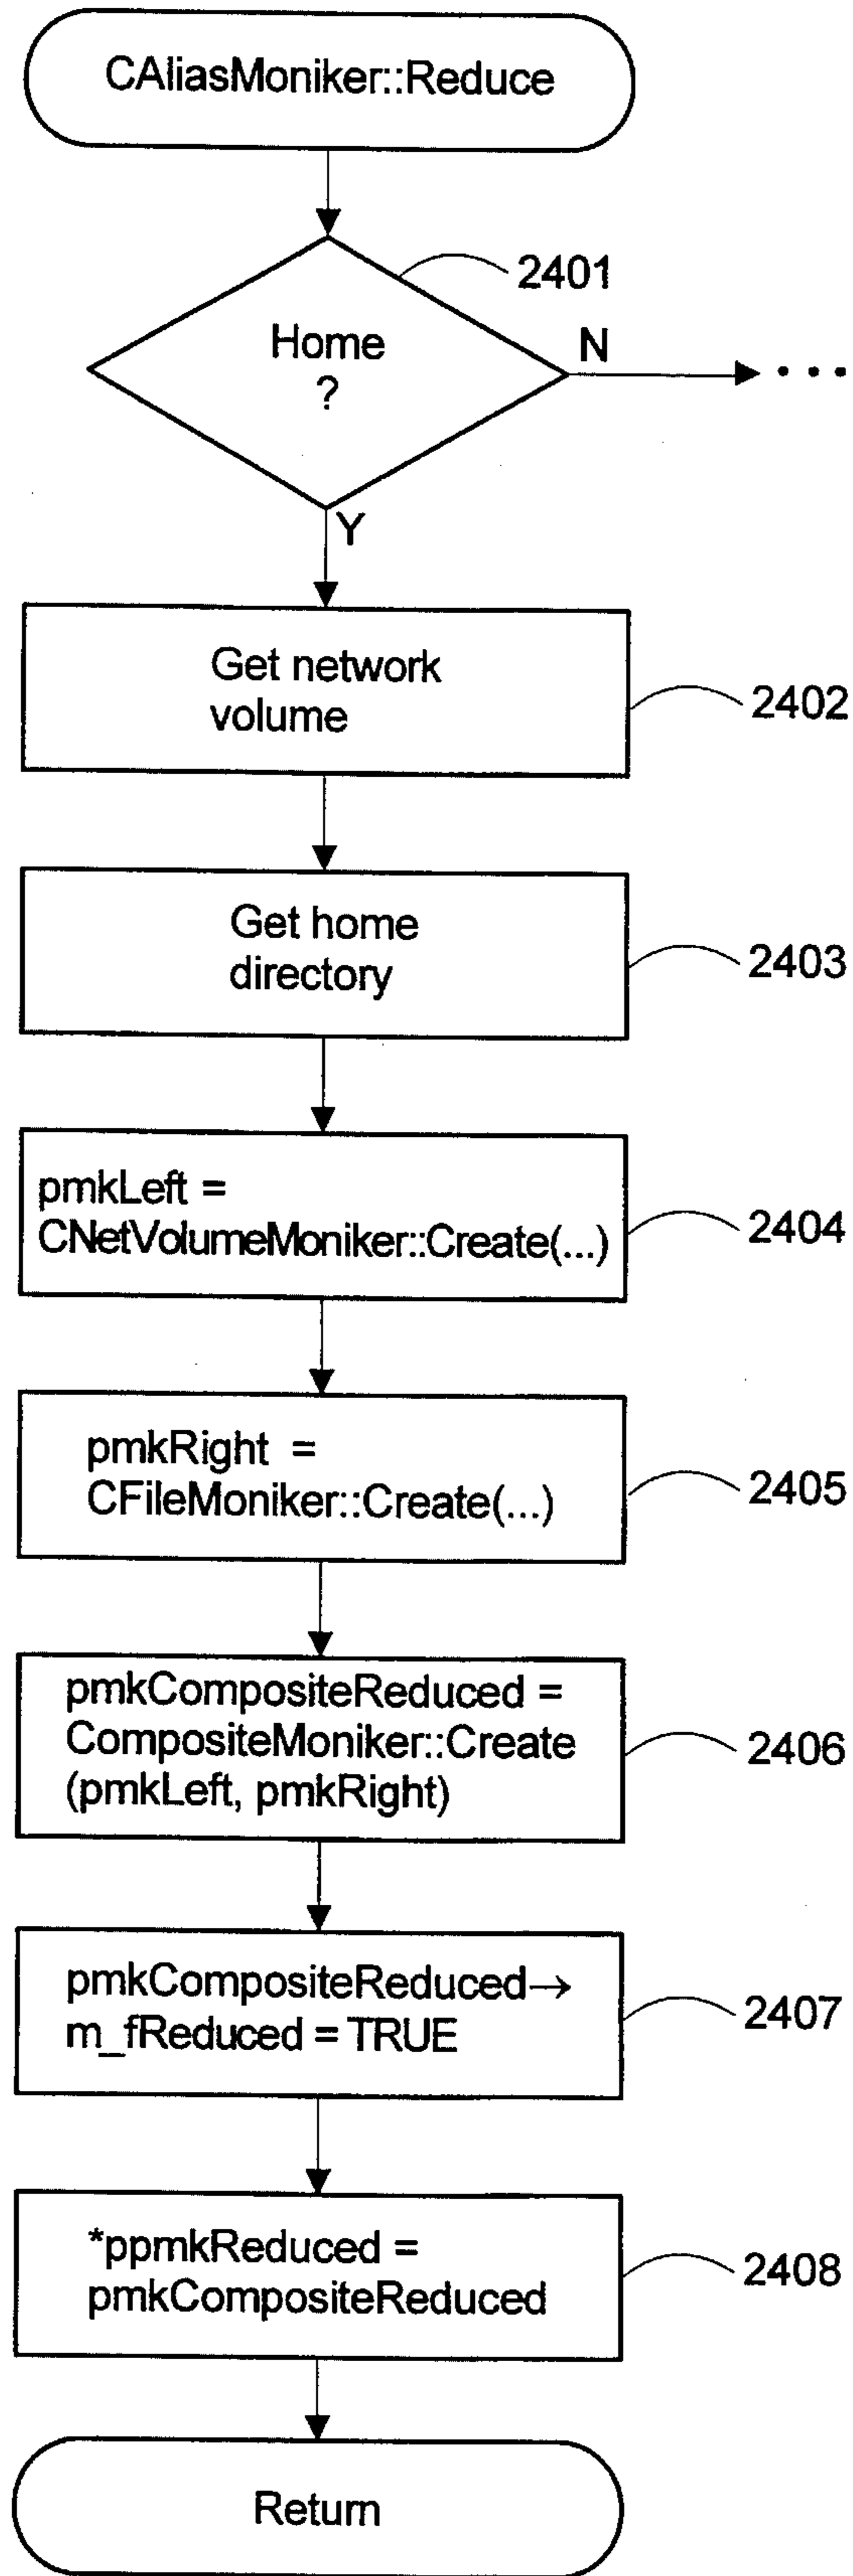 CAliasMoniker::Reduce
2401
Home
?
N
• • •
Y
Get network
volume
2402
Get home
directory
2403
pmkLeft =
CNetVolumeMoniker::Create(...)
2404
pmkRight =
CFileMoniker::Create(...)
2405
pmkCompositeReduced =
CompositeMoniker::Create
(pmkLeft, pmkRight)
2406
pmkCompositeReduced→
m_fReduced = TRUE
2407
*ppmkReduced =
pmkCompositeReduced
2408
Return